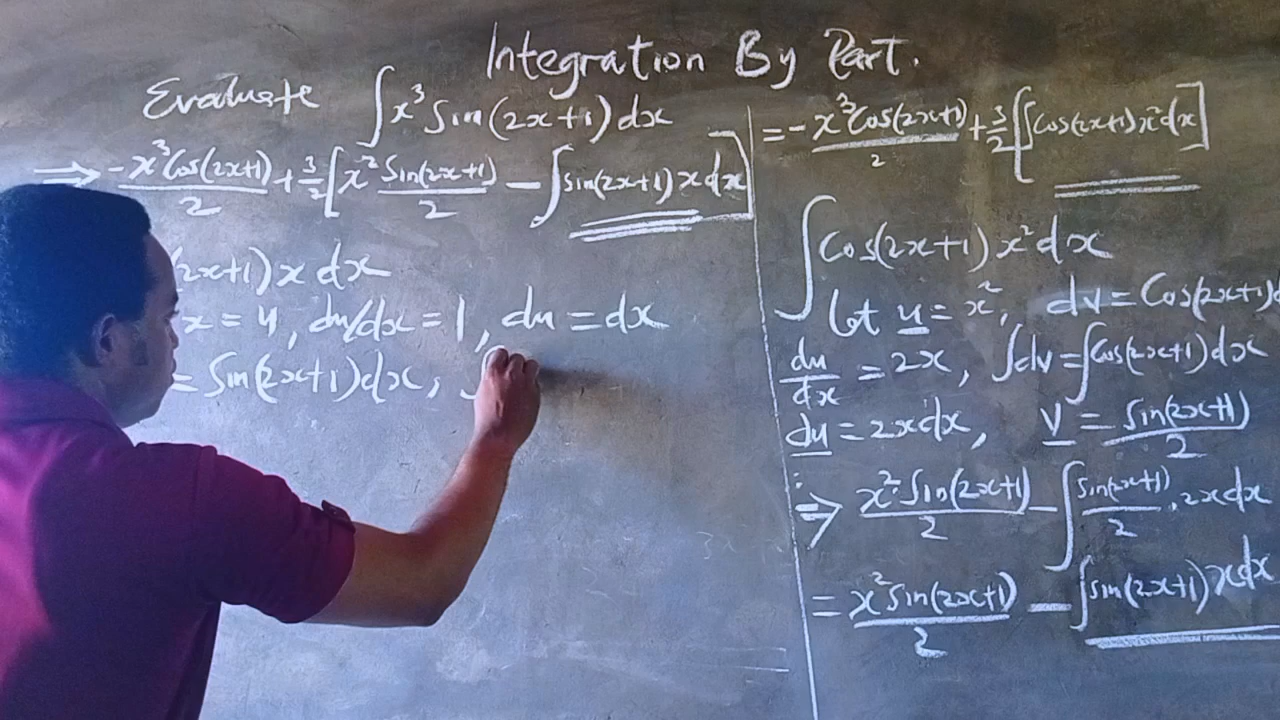 Integration By Part.
Evaluate ∫x³ Sin(2x+1)dx
⇒ -x³Cos(2x+1)/2 + 3/2[x² Sin(2x+1)/2 - ∫sin(2x+1)xdx]
(2x+1)x dx
x = u, du/dx = 1, du = dx
= Sin(2x+1)dx, ∫
= -x³Cos(2x+1)/2 + 3/2[∫Cos(2x+1)x²dx]
∫Cos(2x+1)x²dx
let u = x², dv = Cos(2x+1)d
du/dx = 2x, ∫dv = ∫Cos(2x+1)dx
du = 2xdx, V = Sin(2x+1)/2
∴ ⇒ x² Sin(2x+1)/2 - ∫sin(2x+1)/2 . 2xdx
= x² Sin(2x+1)/2 - ∫sin(2x+1)xdx